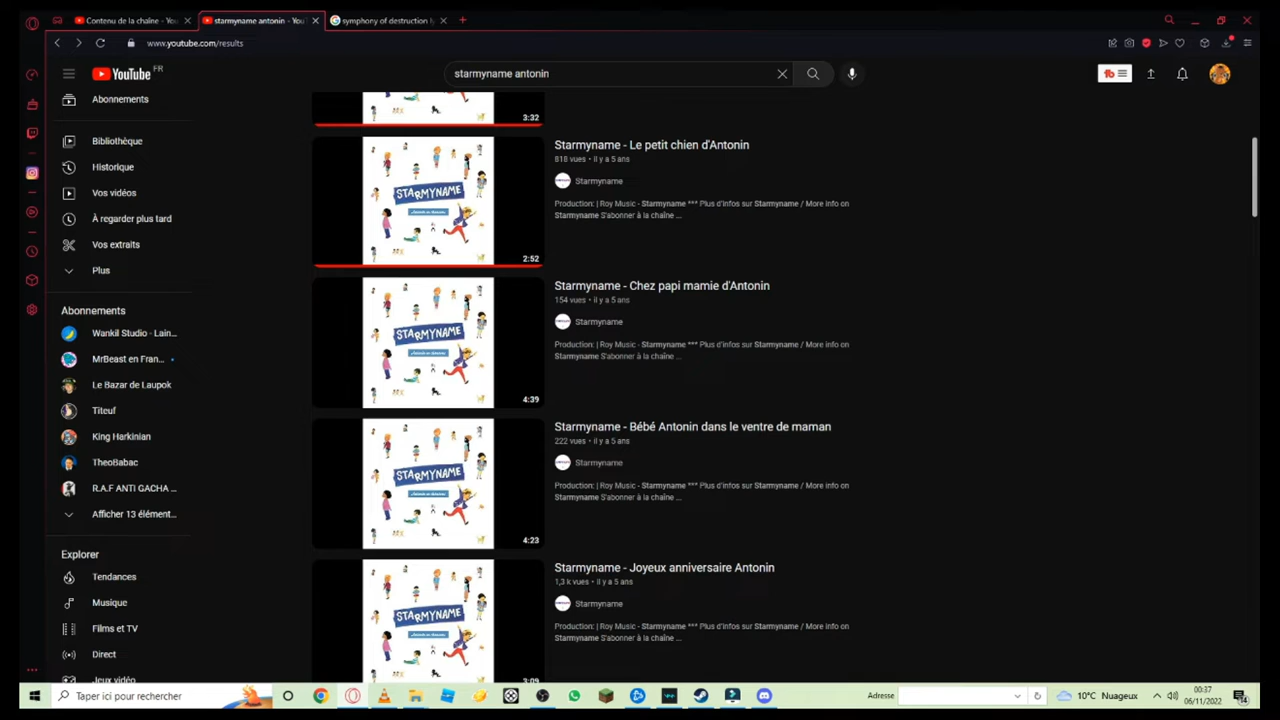 Contenu de la chaîne - You
starmyname antonin - You
symphony of destruction ly
www.youtube.com/results
YouTube FR
starmyname antonin
Abonnements
Bibliothèque
Historique
Vos vidéos
À regarder plus tard
Vos extraits
Plus
Abonnements
Wankil Studio - Lain...
MrBeast en Fran...
Le Bazar de Laupok
Titeuf
King Harkinian
TheoBabac
R.A.F ANTI GACHA ...
Afficher 13 élément...
Explorer
Tendances
Musique
Films et TV
Direct
Jeux vidéo
3:32
STARMYNAME
2:52
Starmyname - Le petit chien d'Antonin
818 vues • il y a 5 ans
Starmyname
Production: | Roy Music - Starmyname *** Plus d'infos sur Starmyname / More info on
Starmyname S'abonner à la chaîne ...
STARMYNAME
4:39
Starmyname - Chez papi mamie d'Antonin
154 vues • il y a 5 ans
Starmyname
Production: | Roy Music - Starmyname *** Plus d'infos sur Starmyname / More info on
Starmyname S'abonner à la chaîne ...
STARMYNAME
4:23
Starmyname - Bébé Antonin dans le ventre de maman
222 vues • il y a 5 ans
Starmyname
Production: | Roy Music - Starmyname *** Plus d'infos sur Starmyname / More info on
Starmyname S'abonner à la chaîne ...
STARMYNAME
3:09
Starmyname - Joyeux anniversaire Antonin
1,3 k vues • il y a 5 ans
Starmyname
Production: | Roy Music - Starmyname *** Plus d'infos sur Starmyname / More info on
Starmyname S'abonner à la chaîne ...
Taper ici pour rechercher
Adresse
10°C Nuageux
00:37
06/11/2022